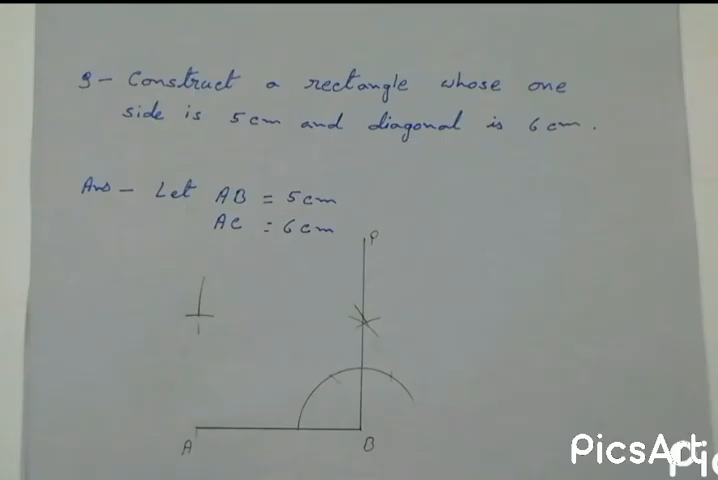 9- Construct a rectangle whose one
side is 5cm and diagonal is 6cm.
Ans - Let AB = 5cm
AC = 6cm
P
A B
PicsArt